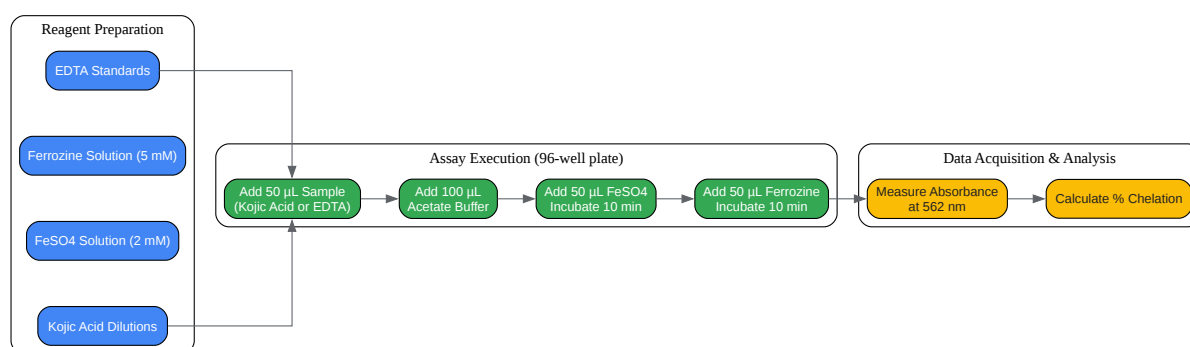 Reagent Preparation
EDTA Standards
Ferrozine Solution (5 mM)
FeSO4 Solution (2 mM)
Kojic Acid Dilutions
Assay Execution (96-well plate)
Add 50 µL Sample
(Kojic Acid or EDTA)
Add 100 µL
Acetate Buffer
Add 50 µL FeSO4
Incubate 10 min
Add 50 µL Ferrozine
Incubate 10 min
Data Acquisition & Analysis
Measure Absorbance
at 562 nm
Calculate % Chelation